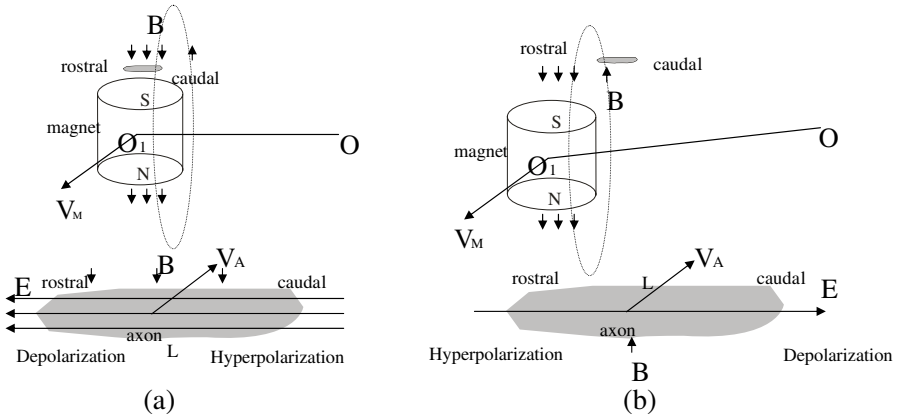 B
rostral
caudal
S
magnet
O1
O
N
VM
B
VA
rostral
caudal
E
axon
L
Depolarization
Hyperpolarization
(a)
rostral
caudal
B
S
magnet
O1
O
N
VM
VA
rostral
L
caudal
E
axon
Hyperpolarization
Depolarization
B
(b)